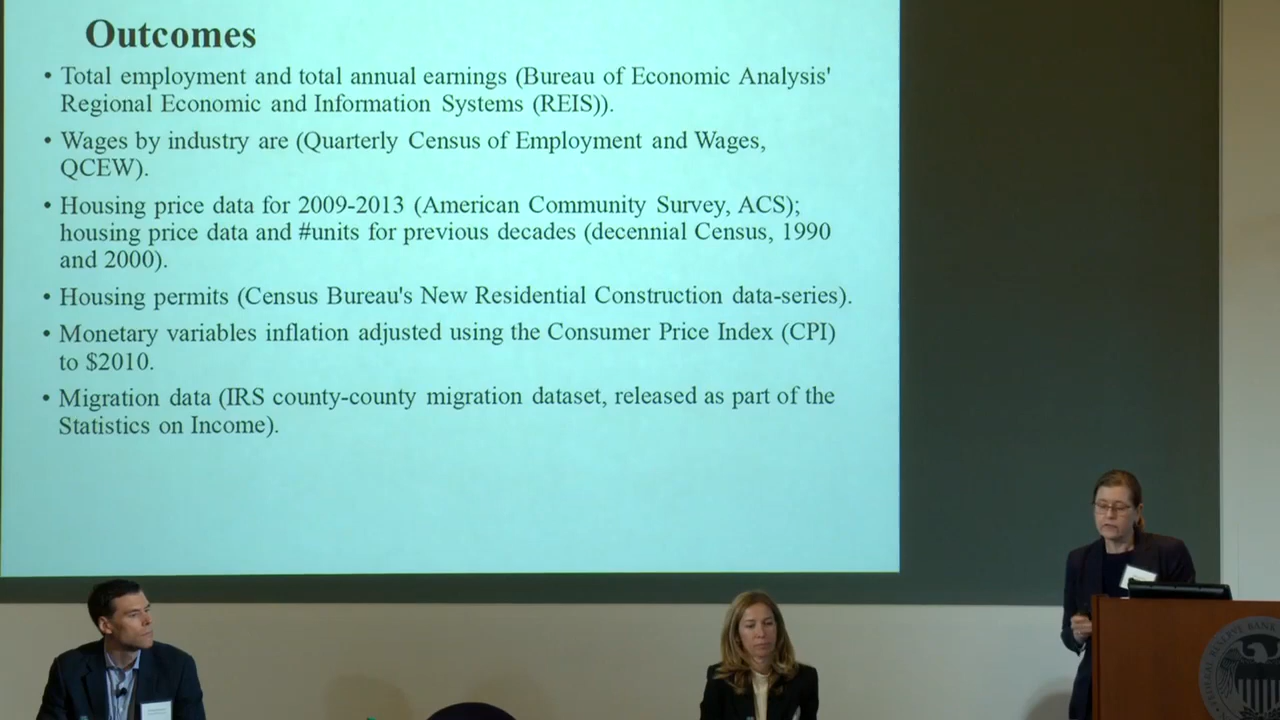 Outcomes
• Total employment and total annual earnings (Bureau of Economic Analysis'
Regional Economic and Information Systems (REIS)).
• Wages by industry are (Quarterly Census of Employment and Wages,
QCEW).
• Housing price data for 2009-2013 (American Community Survey, ACS);
housing price data and #units for previous decades (decennial Census, 1990
and 2000).
• Housing permits (Census Bureau's New Residential Construction data-series).
• Monetary variables inflation adjusted using the Consumer Price Index (CPI)
to $2010.
• Migration data (IRS county-county migration dataset, released as part of the
Statistics on Income).